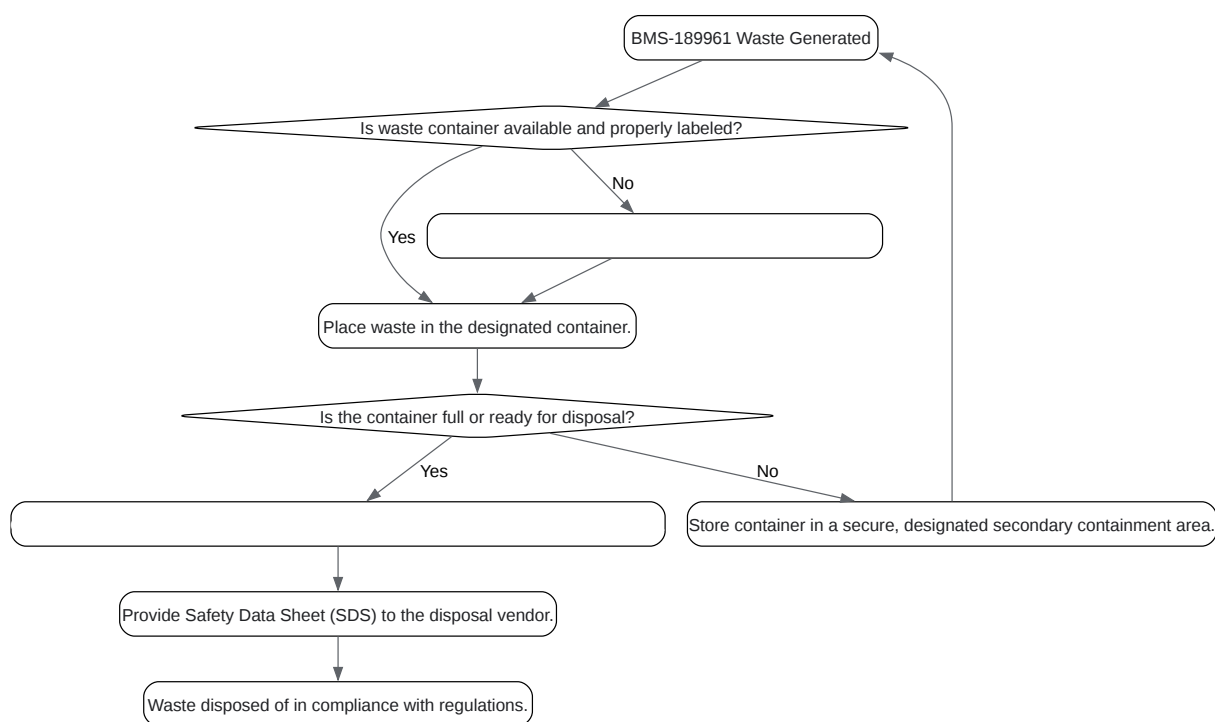 BMS-189961 Waste Generated
Is waste container available and properly labeled?
No
Yes
Place waste in the designated container.
Is the container full or ready for disposal?
Yes
No
Store container in a secure, designated secondary containment area.
Provide Safety Data Sheet (SDS) to the disposal vendor.
Waste disposed of in compliance with regulations.